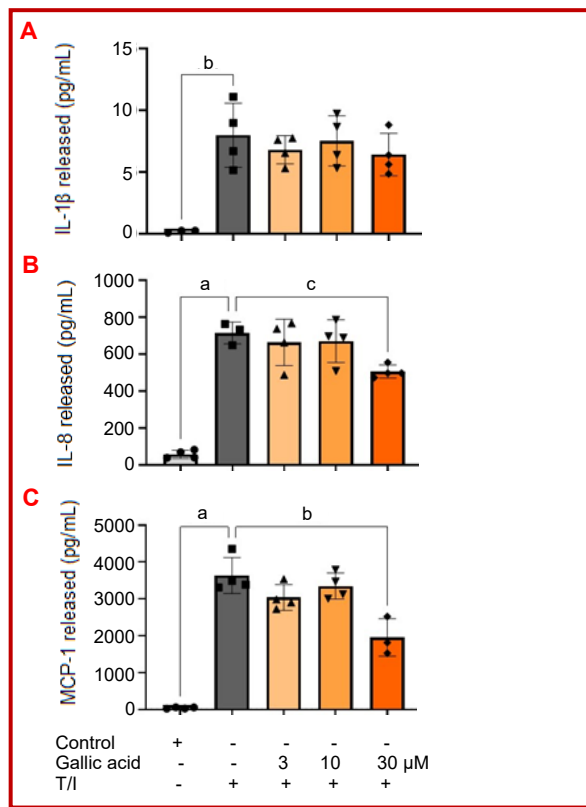 A
IL-1β released (pg/mL)
15
10
5
0
b
B
IL-8 released (pg/mL)
1000
800
600
400
200
0
a c
C
MCP-1 released (pg/mL)
5000
4000
3000
2000
1000
0
a b
Control + - - - -
Gallic acid - - 3 10 30 µM
T/I - + + + +